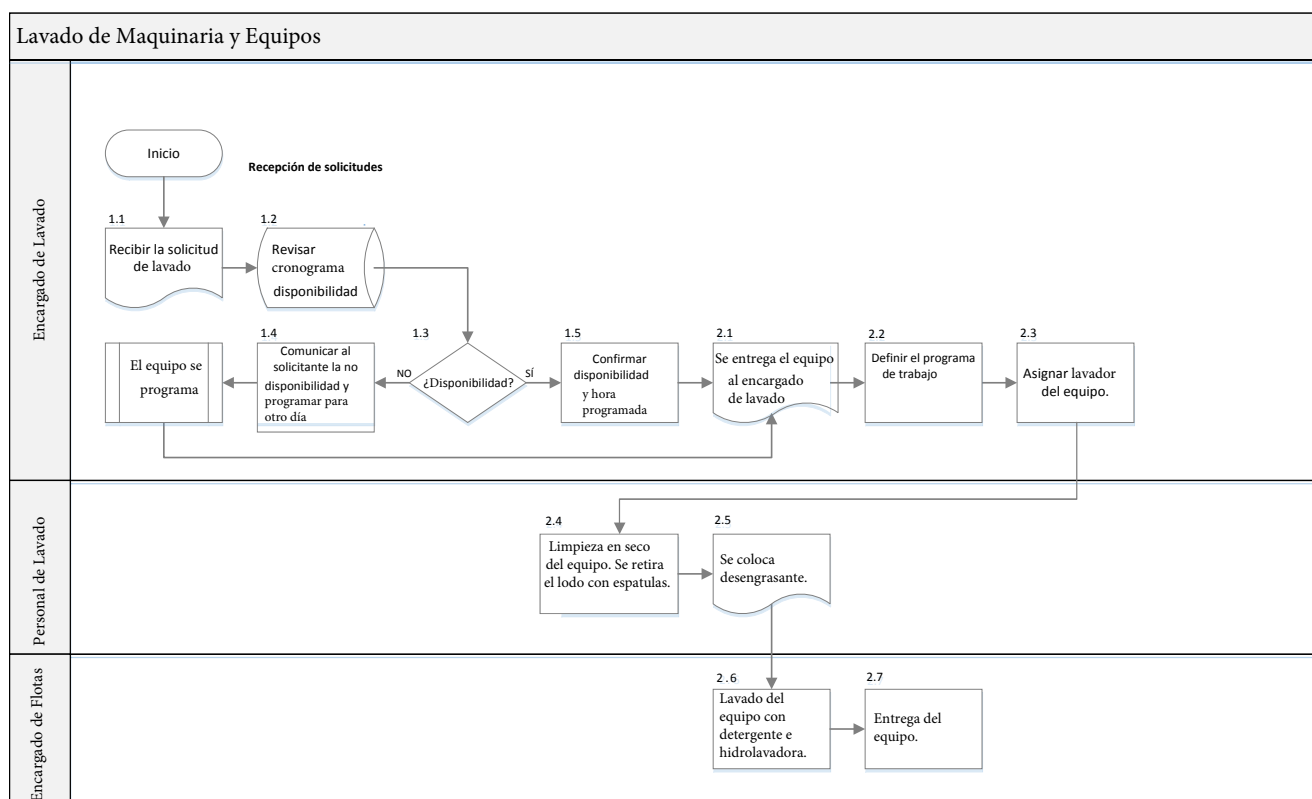 Lavado de Maquinaria y Equipos
Encargado de Lavado
Inicio
Recepción de solicitudes
1.1
Recibir la solicitud
de lavado
1.2
Revisar
cronograma
disponibilidad
1.3
¿Disponibilidad?
NO
SÍ
1.4
Comunicar al
solicitante la no
disponibilidad y
programar para
otro día
El equipo se
programa
1.5
Confirmar
disponibilidad
y hora
programada
2.1
Se entrega el equipo
al encargado
de lavado
2.2
Definir el programa
de trabajo
2.3
Asignar lavador
del equipo.
Personal de Lavado
2.4
Limpieza en seco
del equipo. Se retira
el lodo con espatulas.
2.5
Se coloca
desengrasante.
Encargado de Flotas
2.6
Lavado del
equipo con
detergente e
hidrolavadora.
2.7
Entrega del
equipo.